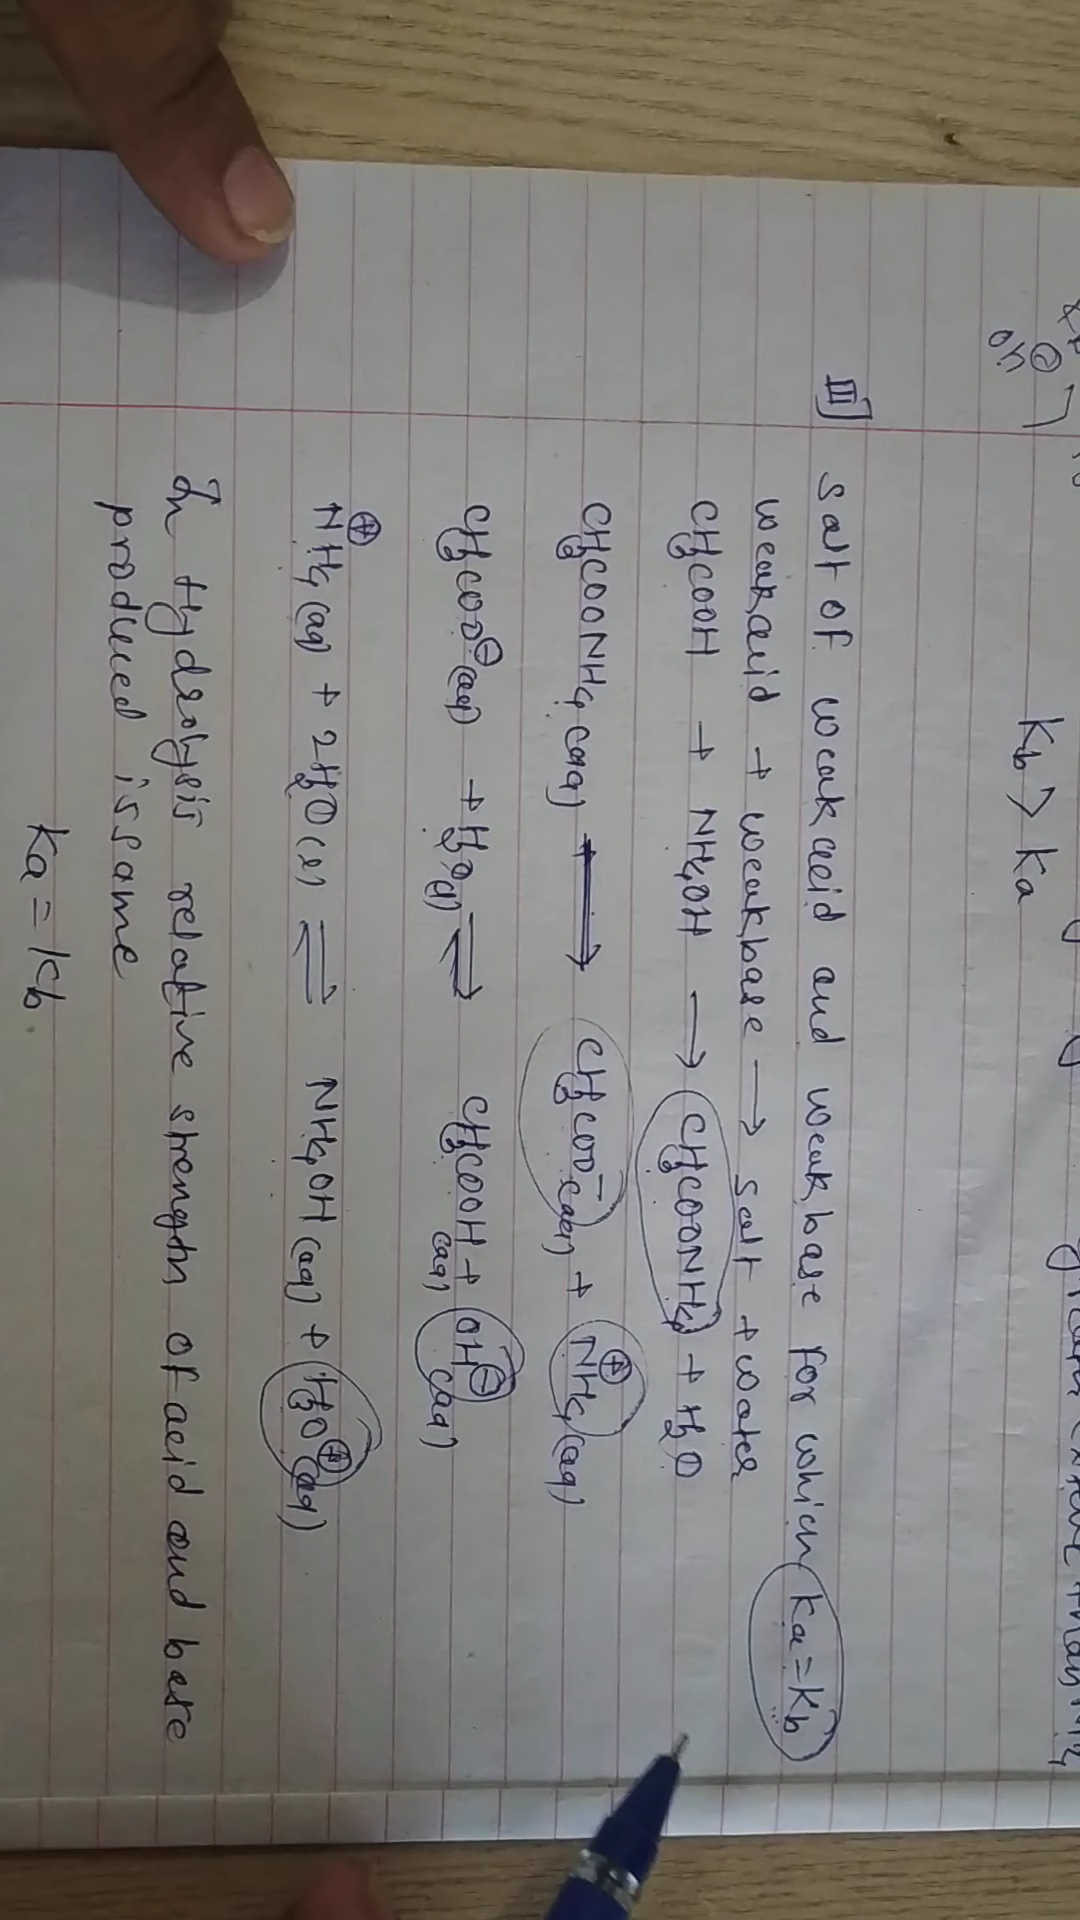 OH⊖
Kb > Ka
III] salt of weak acid and weak base for which Ka = Kb
weak acid + weak base → salt + water
CH3COOH + NH4OH → CH3COONH4 + H2O
CH3COONH4(aq) → CH3COO⁻(aq) + NH4⊕(aq)
CH3COO⊖(aq) + H2O(l) ⇌ CH3COOH(aq) + OH⊖(aq)
NH4⊕(aq) + 2H2O(l) ⇌ NH4OH(aq) + H3O⊕(aq)
In Hydrolysis relative strength of acid and base
produced is same
Ka = Kb